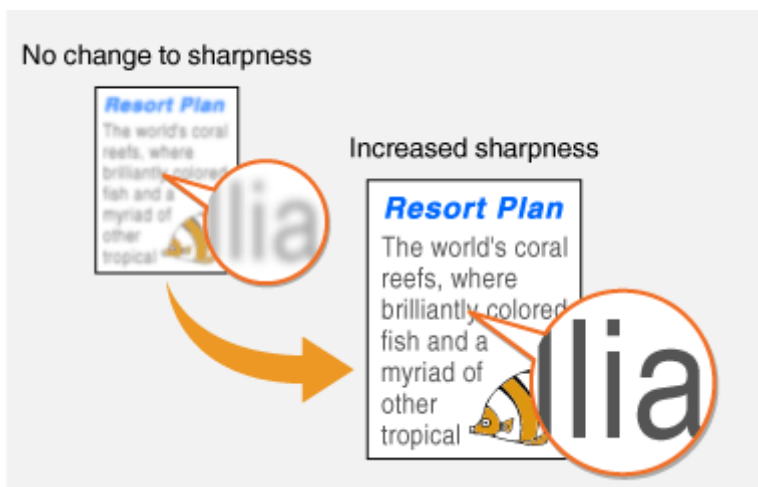 No change to sharpness
Resort Plan
The world's coral
reefs, where
brilliantly colored
fish and a
myriad of
other
tropical
lia
Increased sharpness
Resort Plan
The world's coral
reefs, where
brilliantly colored
fish and a
myriad of
other
tropical
llia